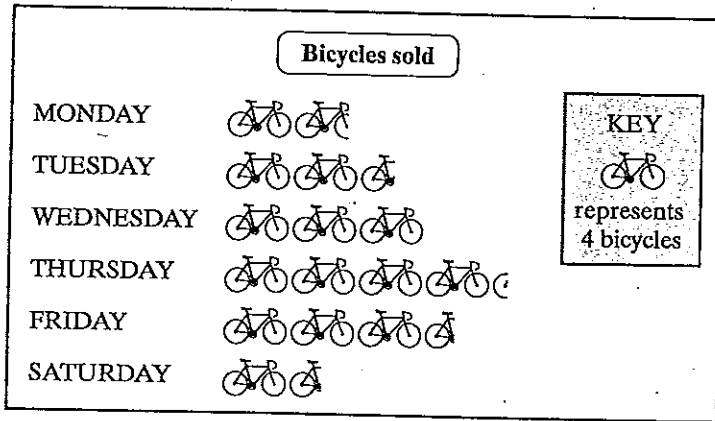 Bicycles sold
MONDAY
TUESDAY
WEDNESDAY
THURSDAY
FRIDAY
SATURDAY
KEY
represents
4 bicycles